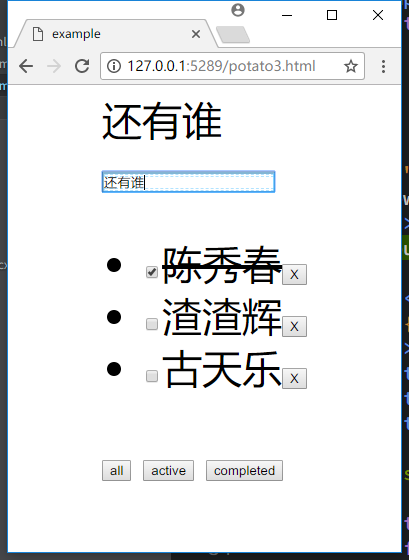 example
127.0.0.1:5289/potato3.html
还有谁
还有谁
陈秀春 X
渣渣辉 X
古天乐 X
all active completed